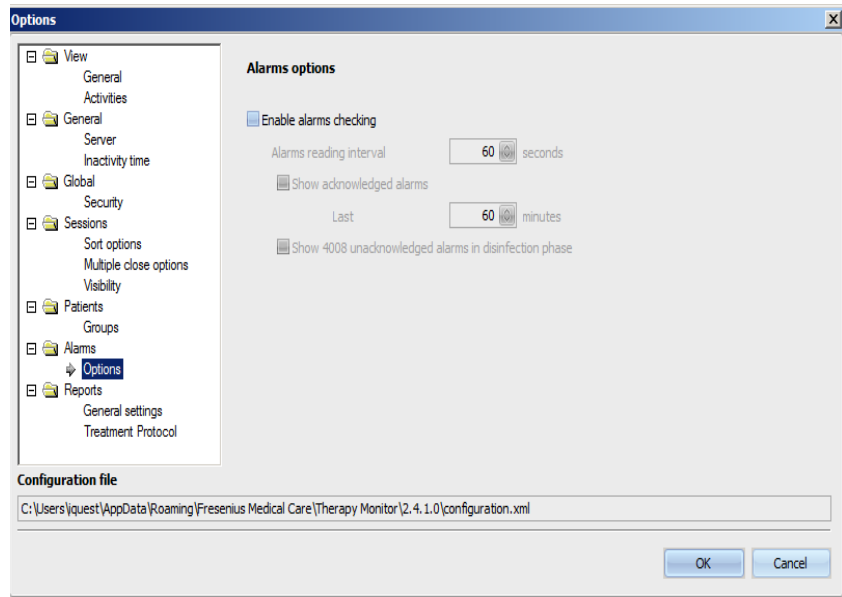 Options
View
General
Activities
General
Server
Inactivity time
Global
Security
Sessions
Sort options
Multiple close options
Visibility
Patients
Groups
Alarms
Options
Reports
General settings
Treatment Protocol
Alarms options
Enable alarms checking
Alarms reading interval 60 seconds
Show acknowledged alarms
Last 60 minutes
Show 4008 unacknowledged alarms in disinfection phase
Configuration file
C:\Users\iquest\AppData\Roaming\Fresenius Medical Care\Therapy Monitor\2.4.1.0\configuration.xml
OK Cancel